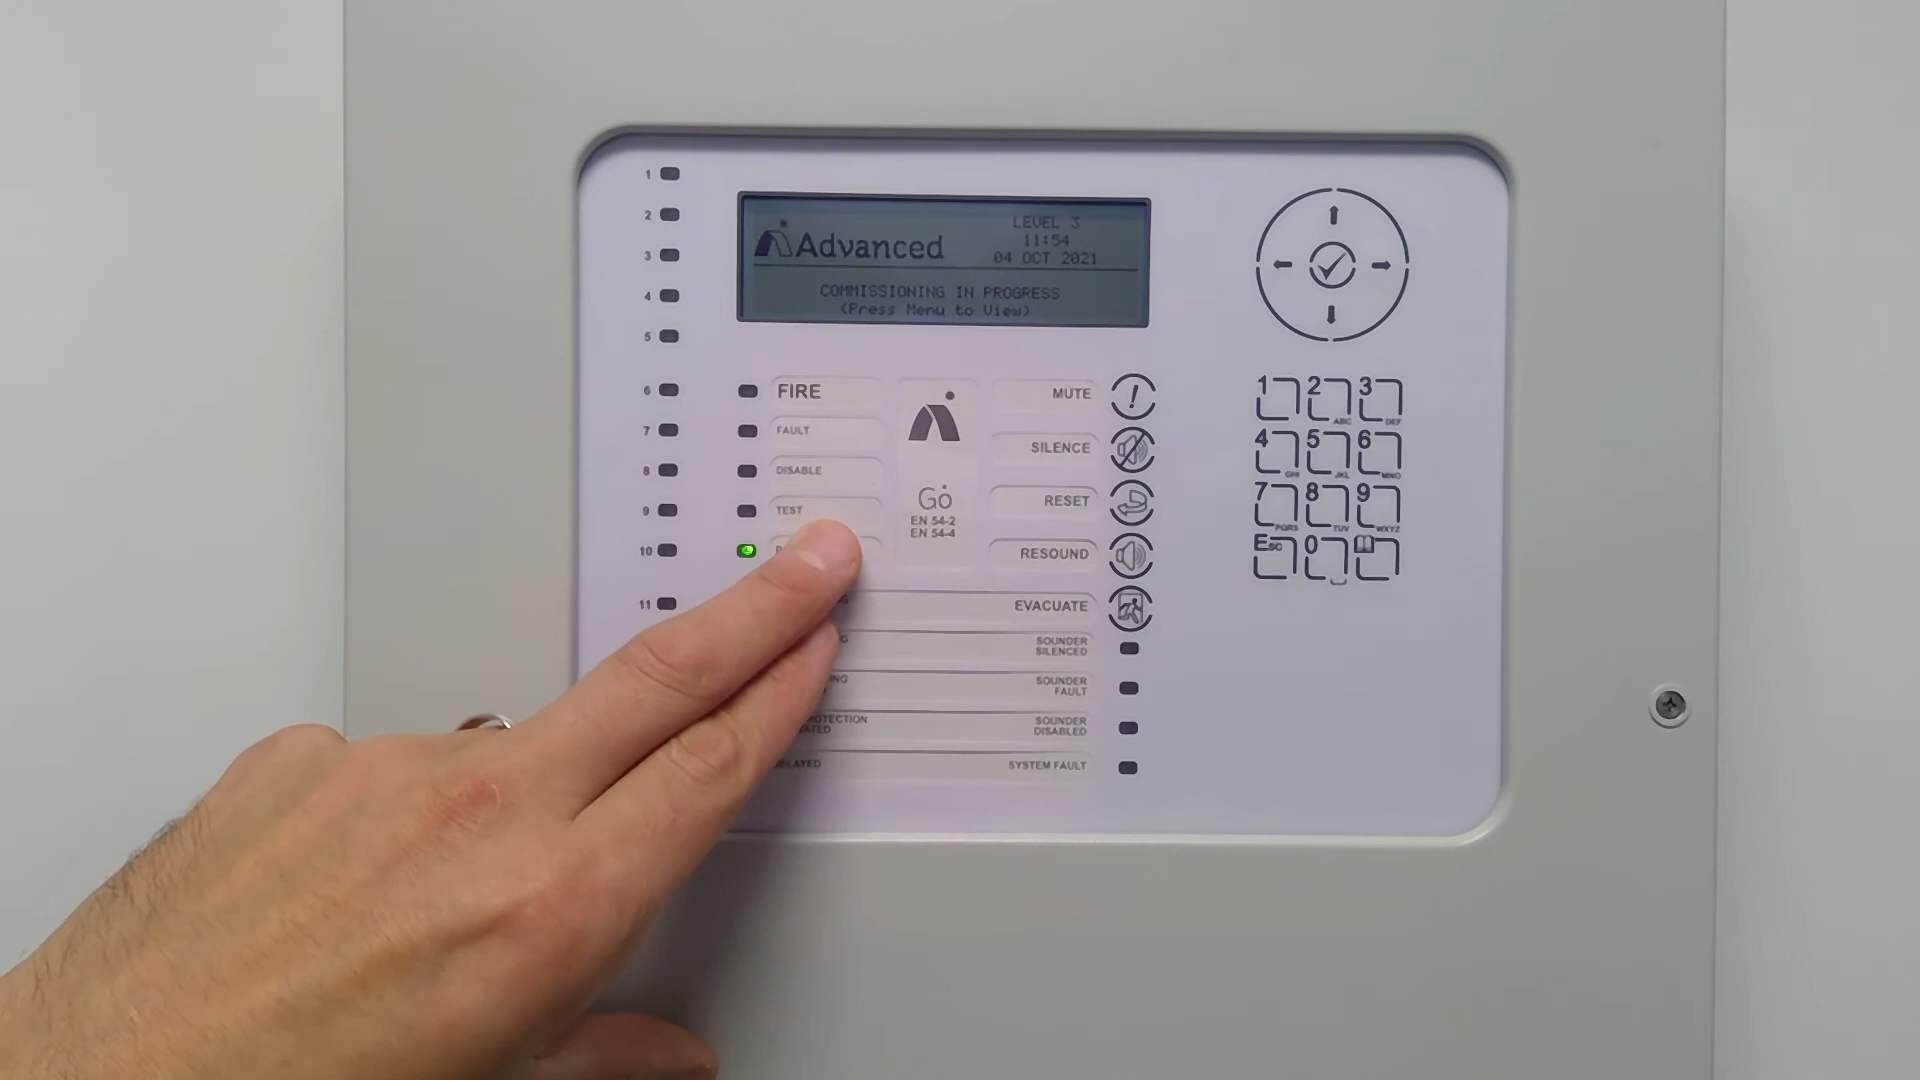 1
2
3
4
5
6
7
8
9
10
11
Advanced
LEVEL 3
11:54
04 OCT 2021
COMMISSIONING IN PROGRESS
(Press Menu to View)
FIRE
FAULT
DISABLE
TEST
Go
EN 54-2
EN 54-4
MUTE
SILENCE
RESET
RESOUND
EVACUATE
SOUNDER
SILENCED
SOUNDER
FAULT
SOUNDER
DISABLED
SYSTEM FAULT
1 2 ABC 3 DEF
4 GHI 5 JKL 6 MNO
7 PQRS 8 TUV 9 WXYZ
Esc 0